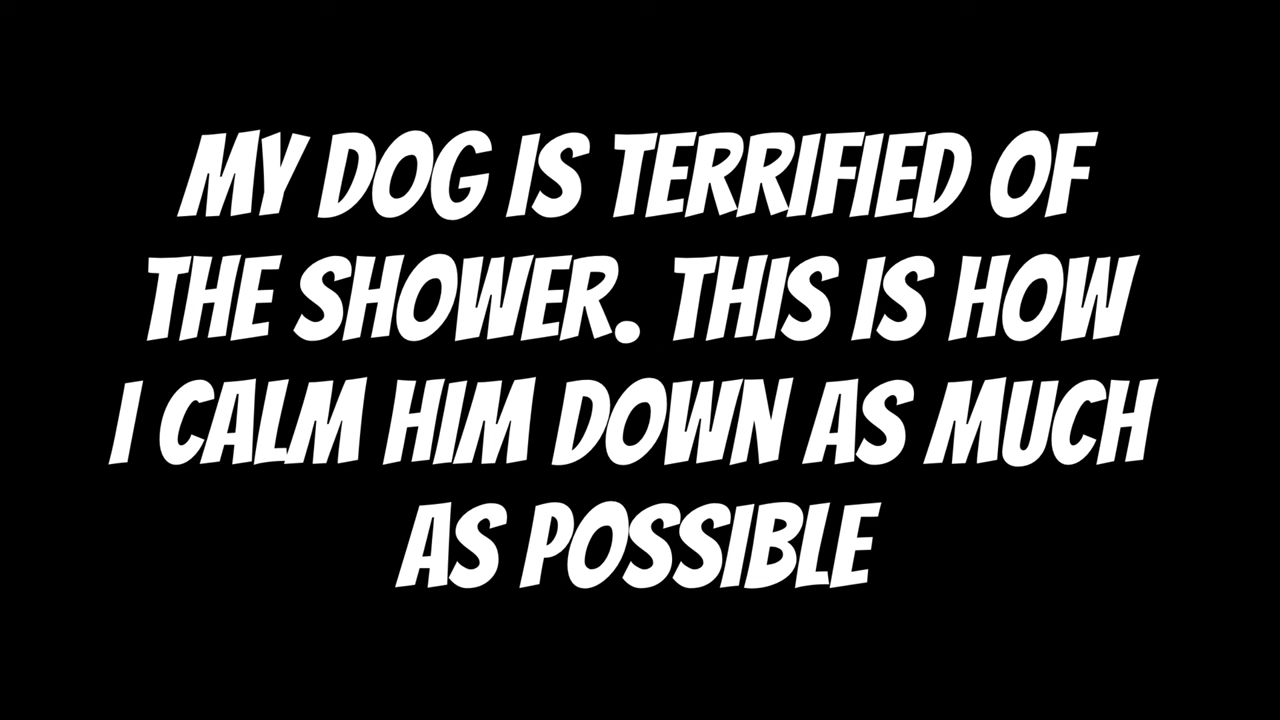 MY DOG IS TERRIFIED OF
THE SHOWER. THIS IS HOW
I CALM HIM DOWN AS MUCH
AS POSSIBLE